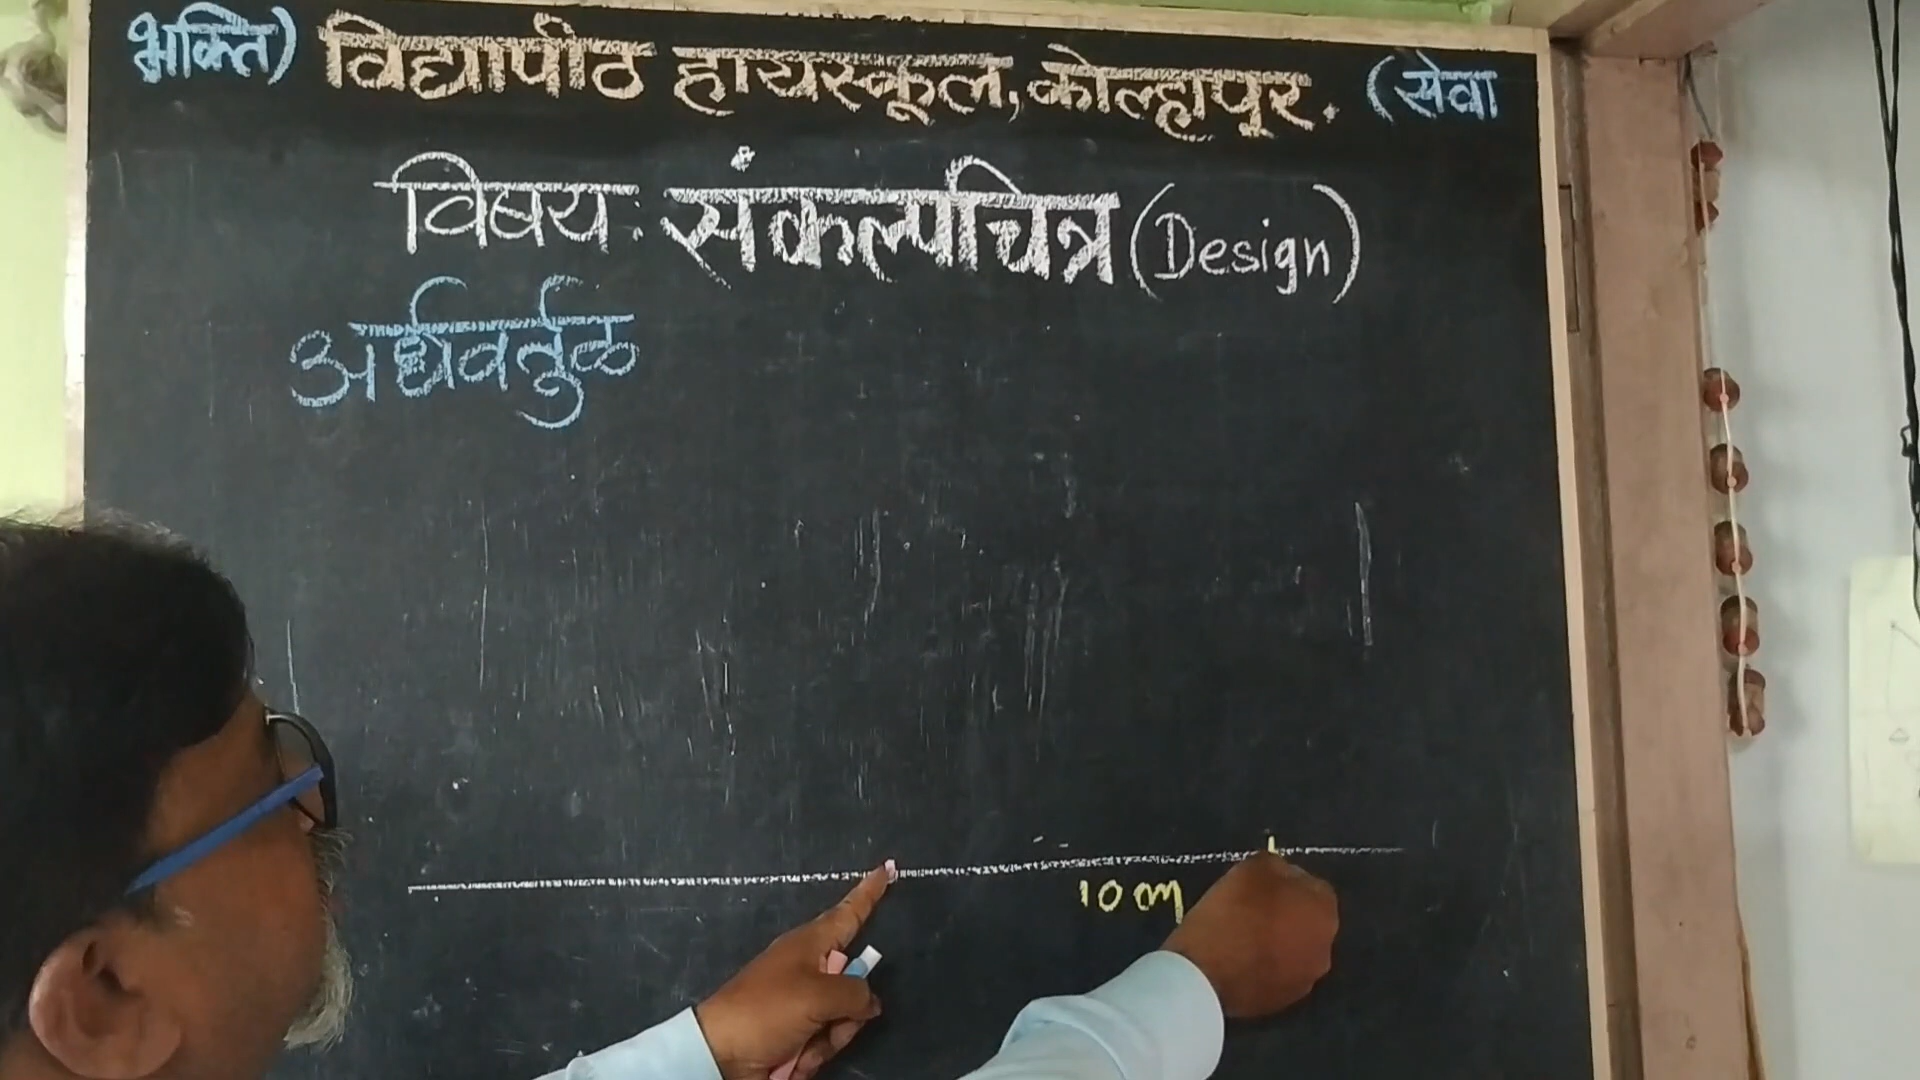 भक्ति) विद्यापीठ हायस्कूल, कोल्हापूर. (सेवा
विषय: संकल्पचित्र (Design)
अर्धवर्तुळ
10 cm